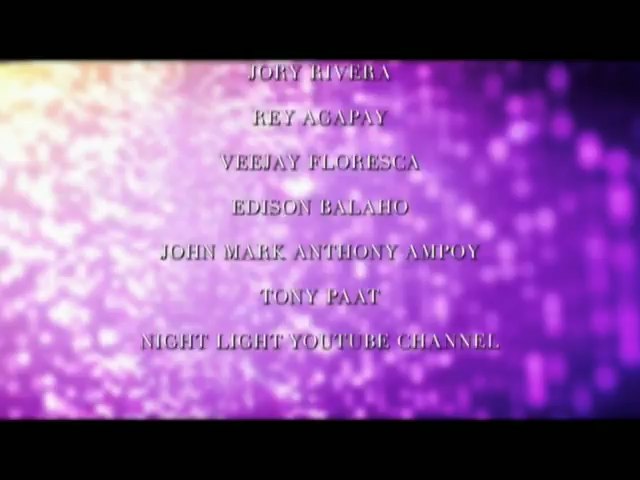 JORY RIVERA
REY AGAPAY
VEEJAY FLORESCA
EDISON BALAHO
JOHN MARK ANTHONY AMPOY
TONY PAAT
NIGHT LIGHT YOUTUBE CHANNEL